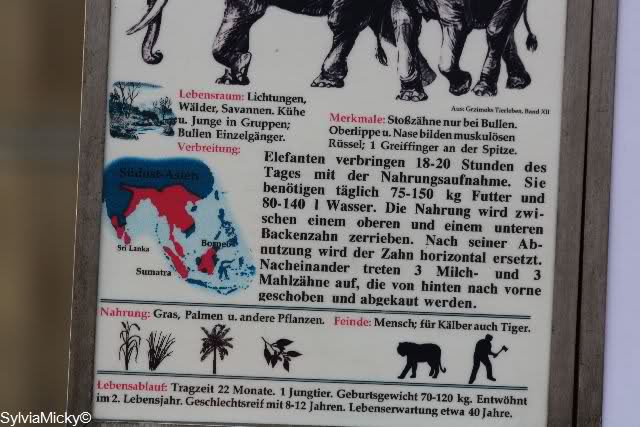 Aus: Grzimeks Tierleben, Band XII
Lebensraum: Lichtungen,
Wälder, Savannen. Kühe
u. Junge in Gruppen;
Bullen Einzelgänger.
Merkmale: Stoßzähne nur bei Bullen.
Oberlippe u. Nase bilden muskulösen
Rüssel; 1 Greiffinger an der Spitze.
Verbreitung:
Südost-Asien
Sri Lanka
Borneo
Sumatra
Elefanten verbringen 18-20 Stunden des
Tages mit der Nahrungsaufnahme. Sie
benötigen täglich 75-150 kg Futter und
80-140 l Wasser. Die Nahrung wird zwi-
schen einem oberen und einem unteren
Backenzahn zerrieben. Nach seiner Ab-
nutzung wird der Zahn horizontal ersetzt.
Nacheinander treten 3 Milch- und 3
Mahlzähne auf, die von hinten nach vorne
geschoben und abgekaut werden.
Nahrung: Gras, Palmen u. andere Pflanzen.
Feinde: Mensch; für Kälber auch Tiger.
Lebensablauf: Tragzeit 22 Monate. 1 Jungtier. Geburtsgewicht 70-120 kg. Entwöhnt
im 2. Lebensjahr. Geschlechtsreif mit 8-12 Jahren. Lebenserwartung etwa 40 Jahre.
SylviaMicky©